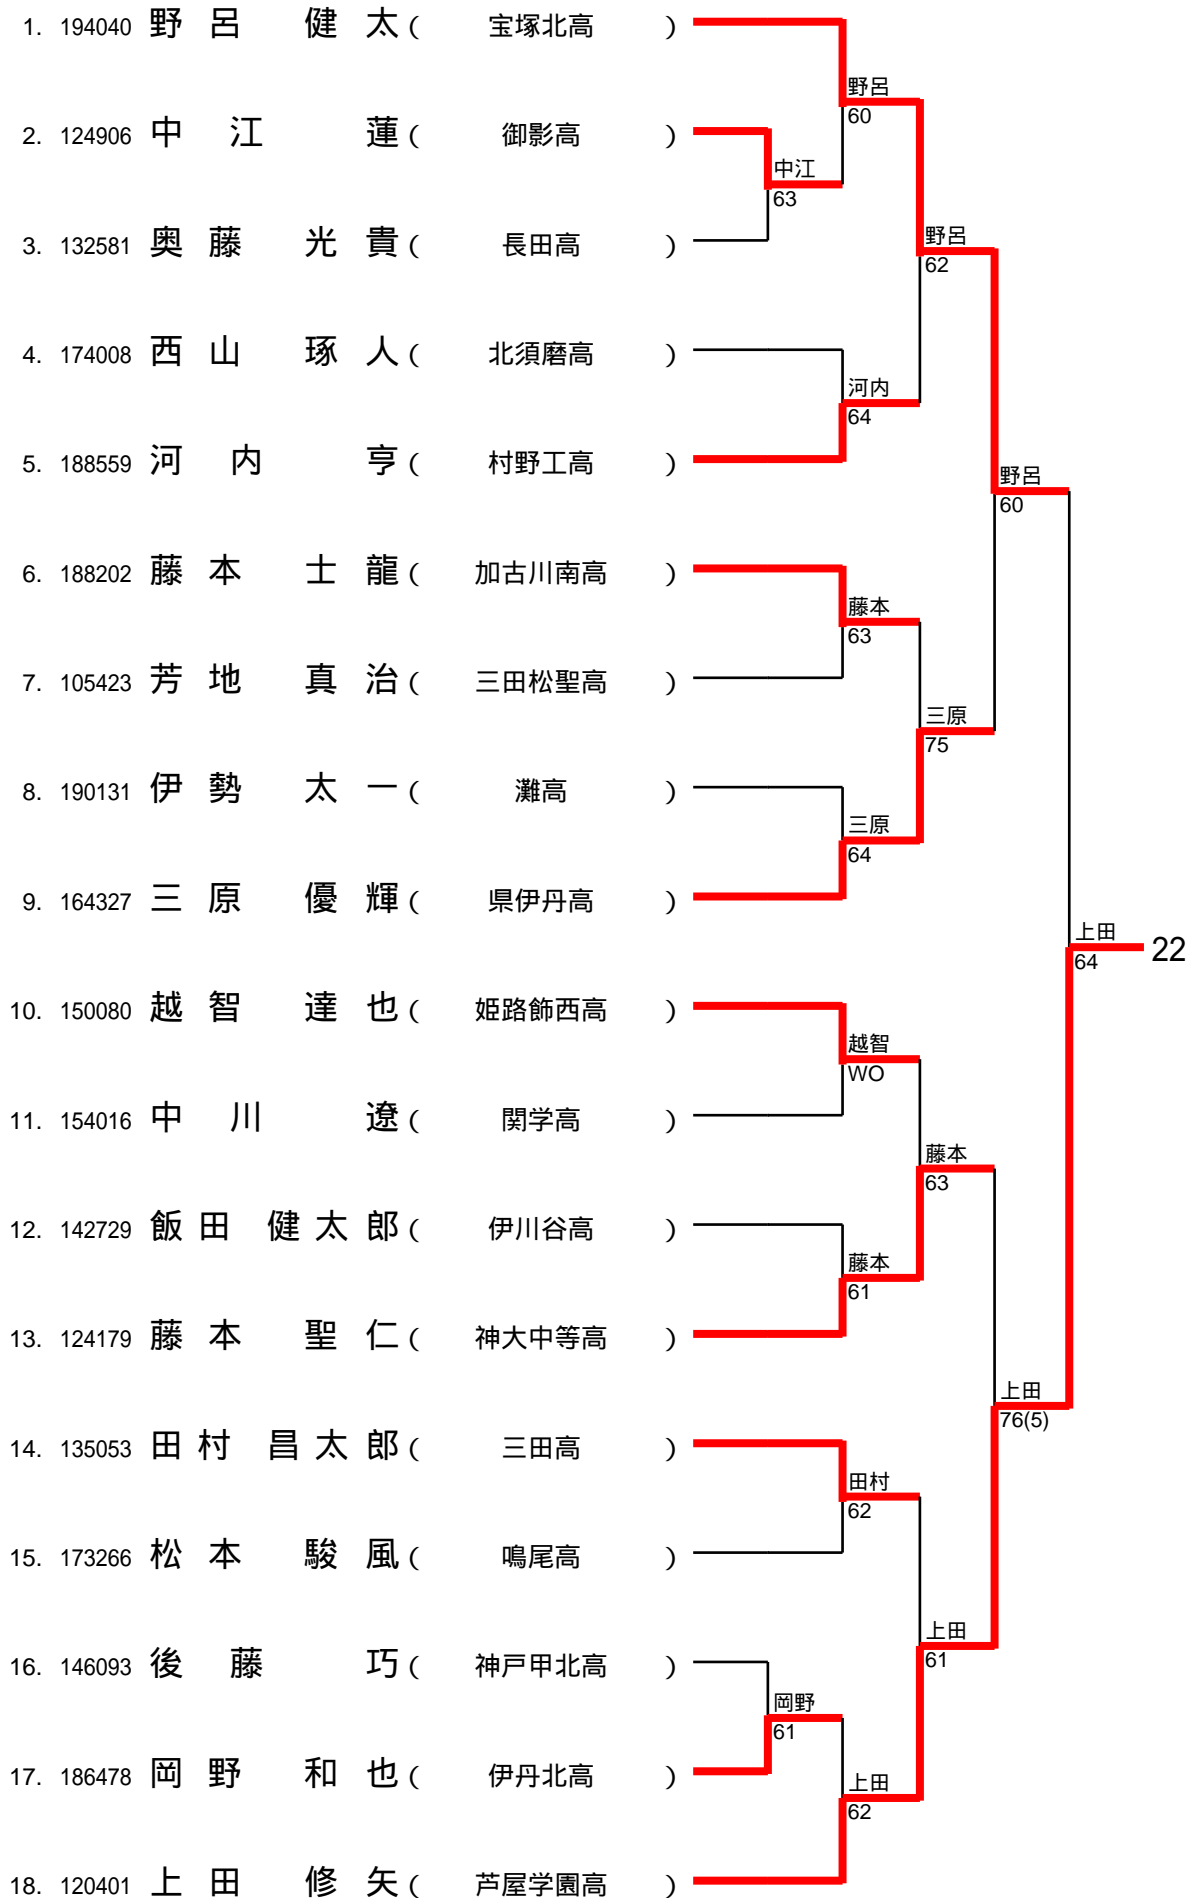 1. 194040 野呂 健太 ( 宝塚北高 )
野呂
60
2. 124906 中江 蓮 ( 御影高 )
中江
63
3. 132581 奥藤 光貴 ( 長田高 )
野呂
62
4. 174008 西山 琢人 ( 北須磨高 )
河内
64
5. 188559 河内 亨 ( 村野工高 )
野呂
60
6. 188202 藤本 士龍 ( 加古川南高 )
藤本
63
7. 105423 芳地 真治 ( 三田松聖高 )
三原
75
8. 190131 伊勢 太一 ( 灘高 )
三原
64
9. 164327 三原 優輝 ( 県伊丹高 )
上田
64
22
10. 150080 越智 達也 ( 姫路飾西高 )
越智
WO
11. 154016 中川 遼 ( 関学高 )
藤本
63
12. 142729 飯田 健太郎 ( 伊川谷高 )
藤本
61
13. 124179 藤本 聖仁 ( 神大中等高 )
上田
76(5)
14. 135053 田村 昌太郎 ( 三田高 )
田村
62
15. 173266 松本 駿風 ( 鳴尾高 )
上田
61
16. 146093 後藤 巧 ( 神戸甲北高 )
岡野
61
17. 186478 岡野 和也 ( 伊丹北高 )
上田
62
18. 120401 上田 修矢 ( 芦屋学園高 )